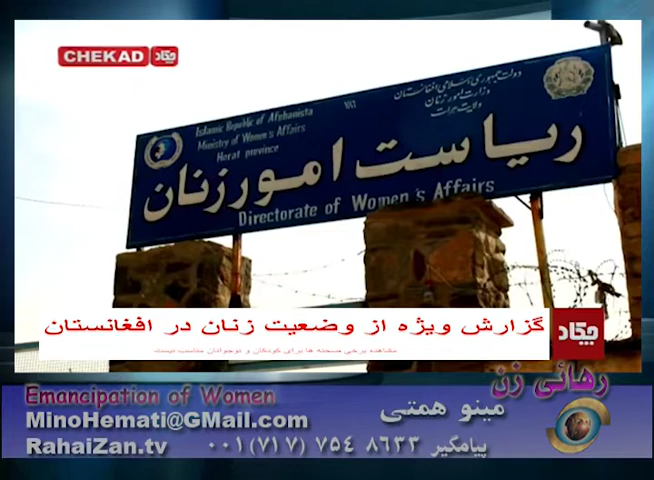 CHEKAD چکاد
دولت جمهوری اسلامی افغانستان
وزارت امور زنان
ولایت هرات
Islamic Republic of Afghanista
Ministry of Women's Affairs
Herat province
ریاست امور زنان
Directorate of Women's Affairs
گزارش ویژه از وضعیت زنان در افغانستان
چکاد
مشاهده برخی صحنه ها برای کودکان و نوجوانان مناسب نیست
رهائی زن
Emancipation of Women
مینو همتی
MinoHemati@GMail.com
RahaiZan.tv
پیامگیر ۸۶۳۳ ۷۵۴ (۷۱۷) ۰۰۱